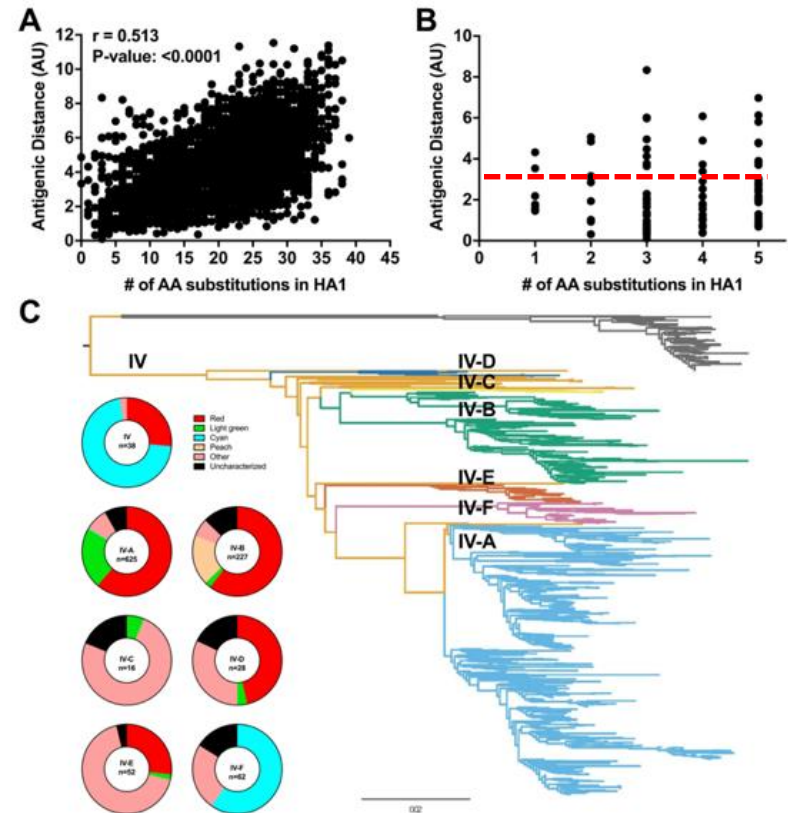 A
r = 0.513
P-value: <0.0001
Antigenic Distance (AU)
12
10
8
6
4
2
0
0 5 10 15 20 25 30 35 40 45
# of AA substitutions in HA1
B
Antigenic Distance (AU)
10
8
6
4
2
0
0 1 2 3 4 5
# of AA substitutions in HA1
C
IV
IV-D
IV-C
IV-B
IV-E
IV-F
IV-A
Red
Light green
Cyan
Peach
Other
Uncharacterized
IV
n=38
IV-A
n=625
IV-B
n=227
IV-C
n=16
IV-D
n=28
IV-E
n=52
IV-F
n=62
002